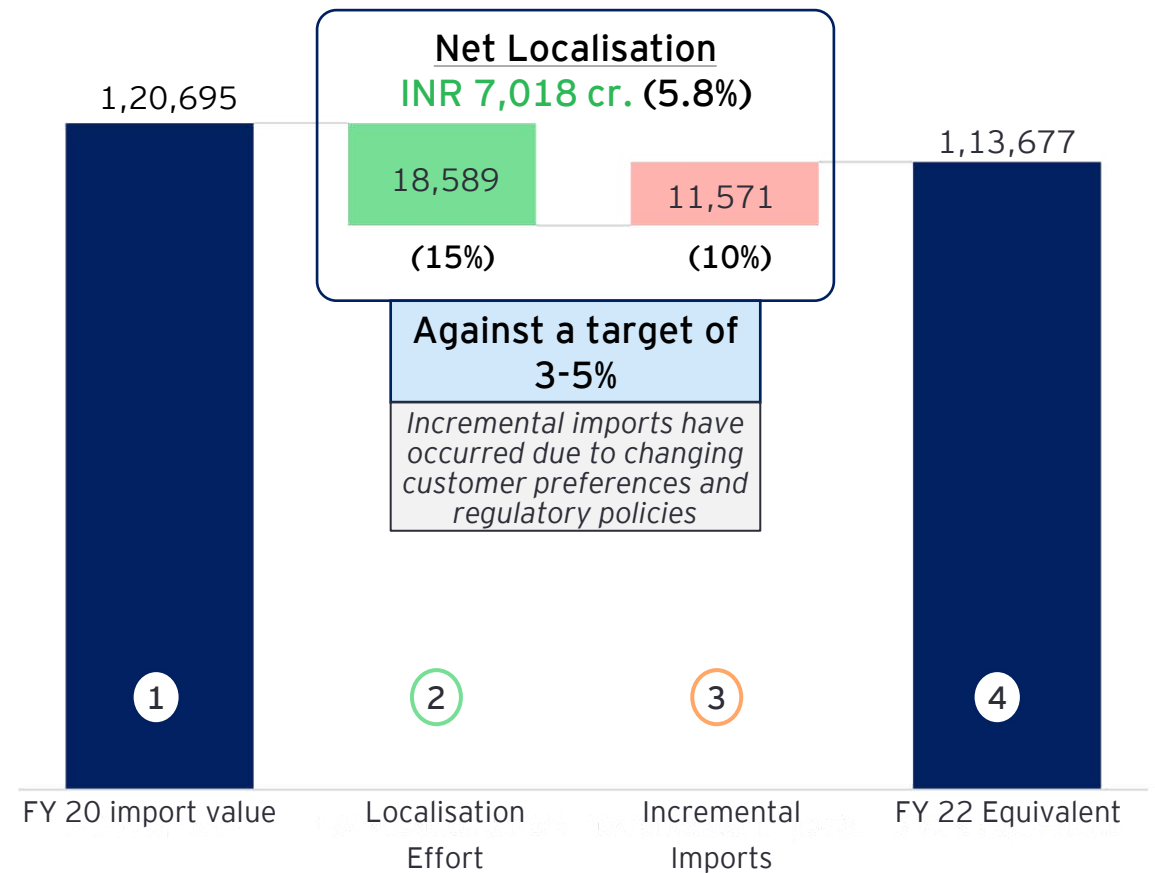 Net Localisation
INR 7,018 cr. (5.8%)
1,20,695
18,589
11,571
1,13,677
(15%)
(10%)
Against a target of
3-5%
Incremental imports have
occurred due to changing
customer preferences and
regulatory policies
1
2
3
4
FY 20 import value
Localisation
Effort
Incremental
Imports
FY 22 Equivalent